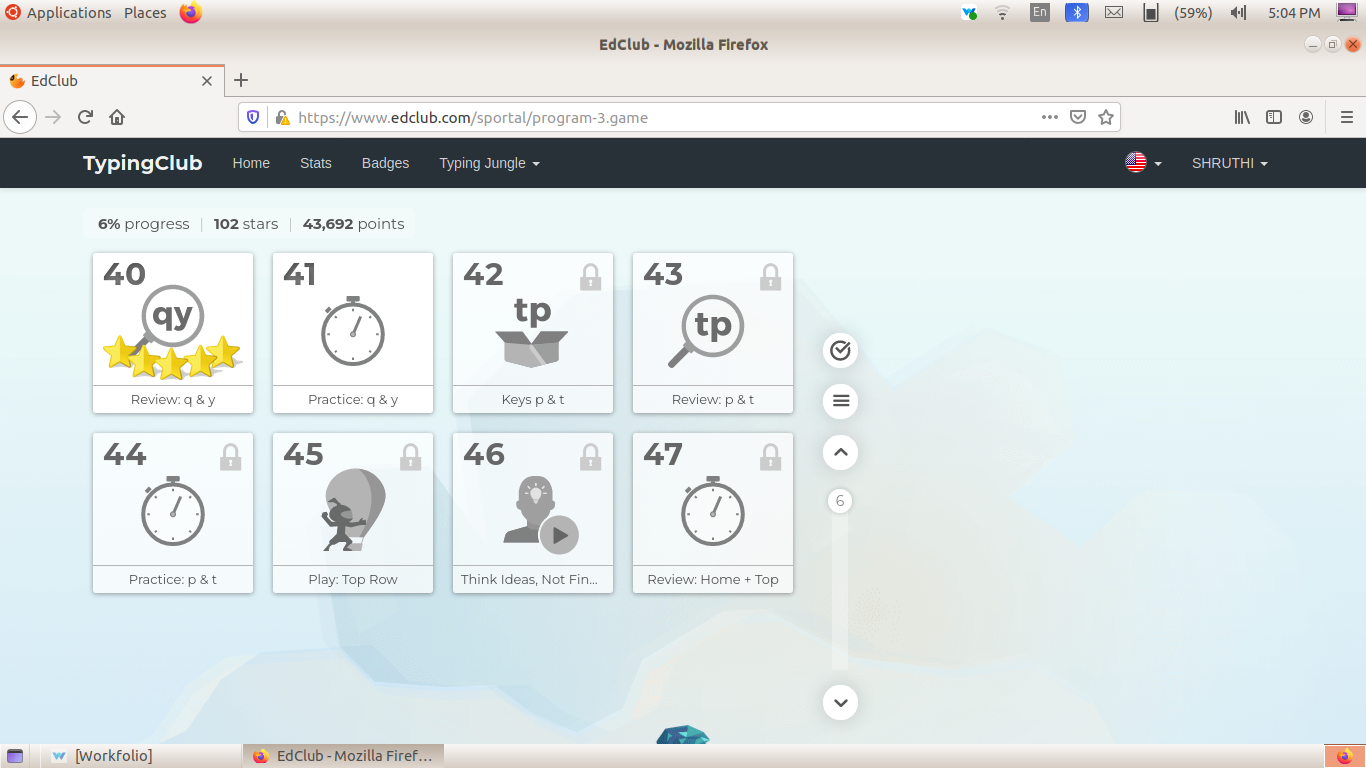 Applications Places En (59%) 5:04 PM
EdClub - Mozilla Firefox
EdClub
https://www.edclub.com/sportal/program-3.game
TypingClub Home Stats Badges Typing Jungle SHRUTHI
6% progress | 102 stars | 43,692 points
40 41 42 43
qy tp tp
Review: q & y Practice: q & y Keys p & t Review: p & t
44 45 46 47
6
Practice: p & t Play: Top Row Think Ideas, Not Fin... Review: Home + Top
[Workfolio] EdClub - Mozilla Firef...